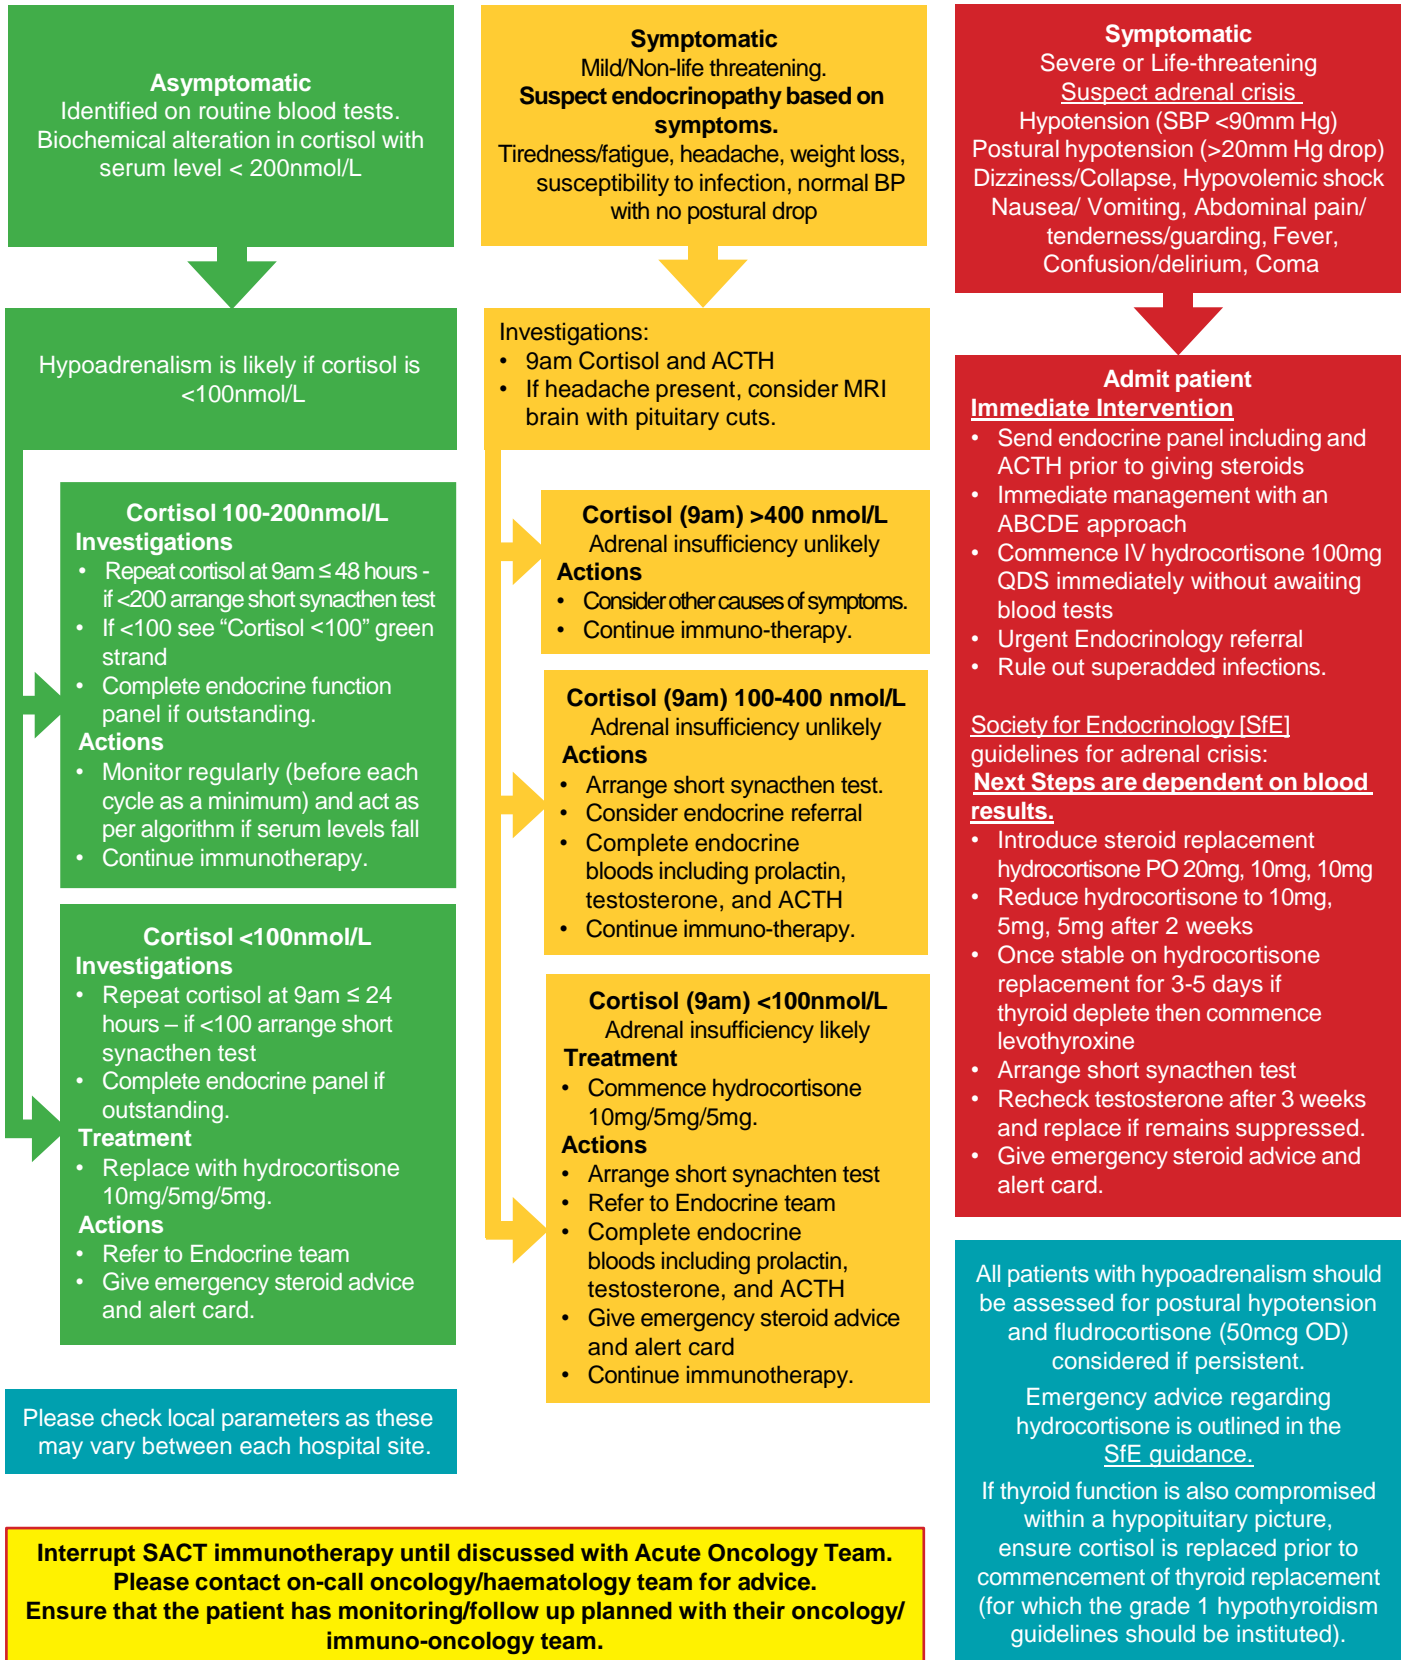 Asymptomatic
Identified on routine blood tests.
Biochemical alteration in cortisol with
serum level < 200nmol/L
Hypoadrenalism is likely if cortisol is
<100nmol/L
Cortisol 100-200nmol/L
Investigations
• Repeat cortisol at 9am ≤ 48 hours -
if <200 arrange short synacthen test
• If <100 see “Cortisol <100” green
strand
• Complete endocrine function
panel if outstanding.
Actions
• Monitor regularly (before each
cycle as a minimum) and act as
per algorithm if serum levels fall
• Continue immunotherapy.
Cortisol <100nmol/L
Investigations
• Repeat cortisol at 9am ≤ 24
hours – if <100 arrange short
synacthen test
• Complete endocrine panel if
outstanding.
Treatment
• Replace with hydrocortisone
10mg/5mg/5mg.
Actions
• Refer to Endocrine team
• Give emergency steroid advice
and alert card.
Please check local parameters as these
may vary between each hospital site.
Symptomatic
Mild/Non-life threatening.
Suspect endocrinopathy based on
symptoms.
Tiredness/fatigue, headache, weight loss,
susceptibility to infection, normal BP
with no postural drop
Investigations:
• 9am Cortisol and ACTH
• If headache present, consider MRI
brain with pituitary cuts.
Cortisol (9am) >400 nmol/L
Adrenal insufficiency unlikely
Actions
• Consider other causes of symptoms.
• Continue immuno-therapy.
Cortisol (9am) 100-400 nmol/L
Adrenal insufficiency unlikely
Actions
• Arrange short synacthen test.
• Consider endocrine referral
• Complete endocrine
bloods including prolactin,
testosterone, and ACTH
• Continue immuno-therapy.
Cortisol (9am) <100nmol/L
Adrenal insufficiency likely
Treatment
• Commence hydrocortisone
10mg/5mg/5mg.
Actions
• Arrange short synachten test
• Refer to Endocrine team
• Complete endocrine
bloods including prolactin,
testosterone, and ACTH
• Give emergency steroid advice
and alert card
• Continue immunotherapy.
Symptomatic
Severe or Life-threatening
Suspect adrenal crisis
Hypotension (SBP <90mm Hg)
Postural hypotension (>20mm Hg drop)
Dizziness/Collapse, Hypovolemic shock
Nausea/ Vomiting, Abdominal pain/
tenderness/guarding, Fever,
Confusion/delirium, Coma
Admit patient
Immediate Intervention
• Send endocrine panel including and
ACTH prior to giving steroids
• Immediate management with an
ABCDE approach
• Commence IV hydrocortisone 100mg
QDS immediately without awaiting
blood tests
• Urgent Endocrinology referral
• Rule out superadded infections.
Society for Endocrinology [SfE]
guidelines for adrenal crisis:
Next Steps are dependent on blood
results.
• Introduce steroid replacement
hydrocortisone PO 20mg, 10mg, 10mg
• Reduce hydrocortisone to 10mg,
5mg, 5mg after 2 weeks
• Once stable on hydrocortisone
replacement for 3-5 days if
thyroid deplete then commence
levothyroxine
• Arrange short synacthen test
• Recheck testosterone after 3 weeks
and replace if remains suppressed.
• Give emergency steroid advice and
alert card.
All patients with hypoadrenalism should
be assessed for postural hypotension
and fludrocortisone (50mcg OD)
considered if persistent.
Emergency advice regarding
hydrocortisone is outlined in the
SfE guidance.
If thyroid function is also compromised
within a hypopituitary picture,
ensure cortisol is replaced prior to
commencement of thyroid replacement
(for which the grade 1 hypothyroidism
guidelines should be instituted).
Interrupt SACT immunotherapy until discussed with Acute Oncology Team.
Please contact on-call oncology/haematology team for advice.
Ensure that the patient has monitoring/follow up planned with their oncology/
immuno-oncology team.